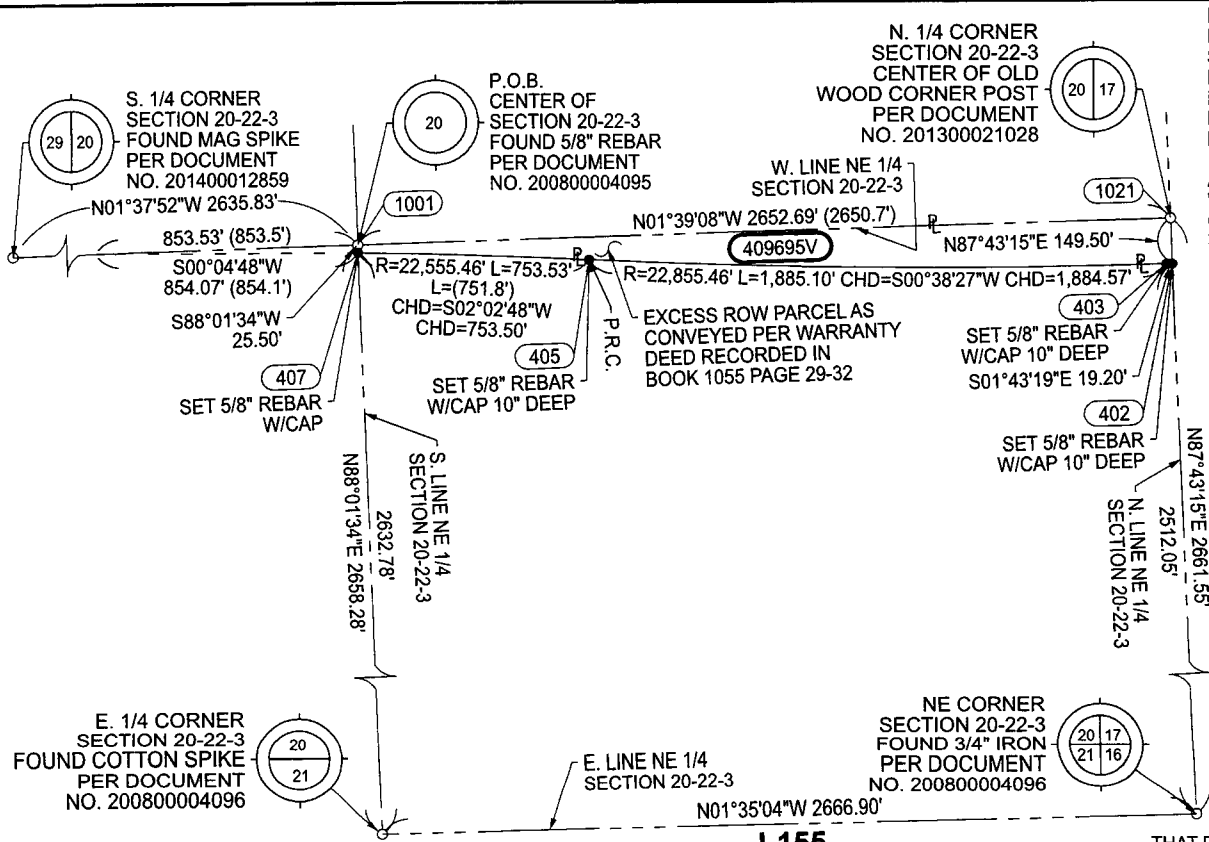 S. 1/4 CORNER
SECTION 20-22-3
FOUND MAG SPIKE
PER DOCUMENT
NO. 201400012859
29 20
P.O.B.
CENTER OF
SECTION 20-22-3
FOUND 5/8" REBAR
PER DOCUMENT
NO. 200800004095
20
N. 1/4 CORNER
SECTION 20-22-3
CENTER OF OLD
WOOD CORNER POST
PER DOCUMENT
NO. 201300021028
20 17
W. LINE NE 1/4
SECTION 20-22-3
N01°37'52"W 2635.83'
1001
1021
N01°39'08"W 2652.69' (2650.7')
PL
853.53' (853.5')
S00°04'48"W
854.07' (854.1')
S88°01'34"W
25.50'
PL
409695V
N87°43'15"E 149.50'
R=22,555.46' L=753.53'
L=(751.8')
CHD=S02°02'48"W
CHD=753.50'
R=22,855.46' L=1,885.10' CHD=S00°38'27"W CHD=1,884.57'
PL
P.R.C.
EXCESS ROW PARCEL AS
CONVEYED PER WARRANTY
DEED RECORDED IN
BOOK 1055 PAGE 29-32
407
SET 5/8" REBAR
W/CAP
405
SET 5/8" REBAR
W/CAP 10" DEEP
403
SET 5/8" REBAR
W/CAP 10" DEEP
S01°43'19"E 19.20'
402
SET 5/8" REBAR
W/CAP 10" DEEP
S. LINE NE 1/4
SECTION 20-22-3
2632.78'
N88°01'34"E 2658.28'
N87°43'15"E 2661.55'
2512.05'
N. LINE NE 1/4
SECTION 20-22-3
E. 1/4 CORNER
SECTION 20-22-3
FOUND COTTON SPIKE
PER DOCUMENT
NO. 200800004096
20
21
E. LINE NE 1/4
SECTION 20-22-3
NE CORNER
SECTION 20-22-3
FOUND 3/4" IRON
PER DOCUMENT
NO. 200800004096
20 17
21 16
N01°35'04"W 2666.90'